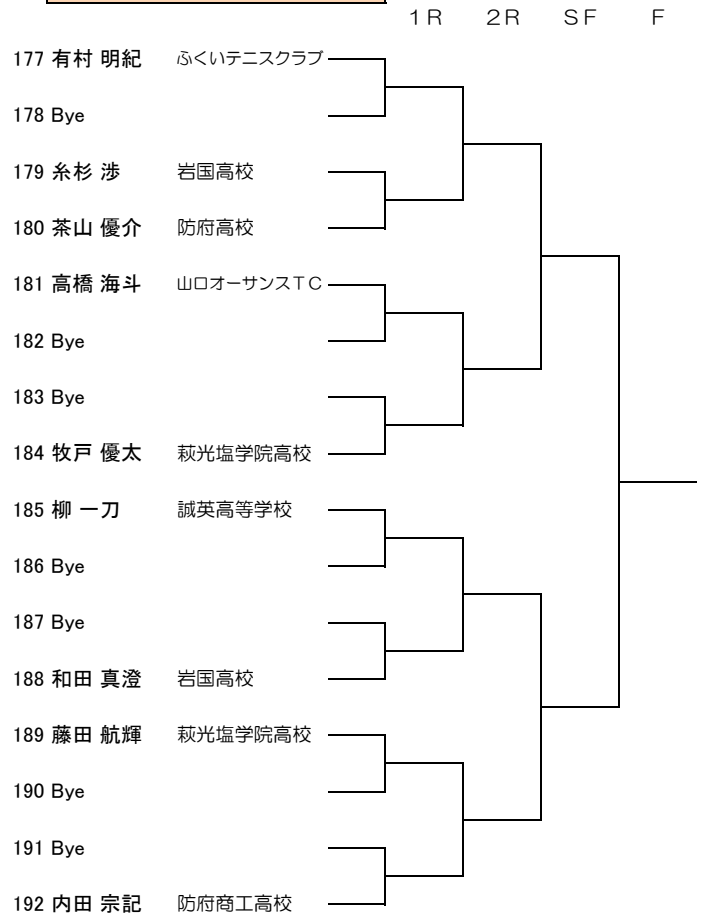 １Ｒ ２Ｒ ＳＦ Ｆ
177 有村 明紀 ふくいテニスクラブ
178 Bye
179 糸杉 渉 岩国高校
180 茶山 優介 防府高校
181 高橋 海斗 山口オーサンスＴＣ
182 Bye
183 Bye
184 牧戸 優太 萩光塩学院高校
185 柳 一刀 誠英高等学校
186 Bye
187 Bye
188 和田 真澄 岩国高校
189 藤田 航輝 萩光塩学院高校
190 Bye
191 Bye
192 内田 宗記 防府商工高校